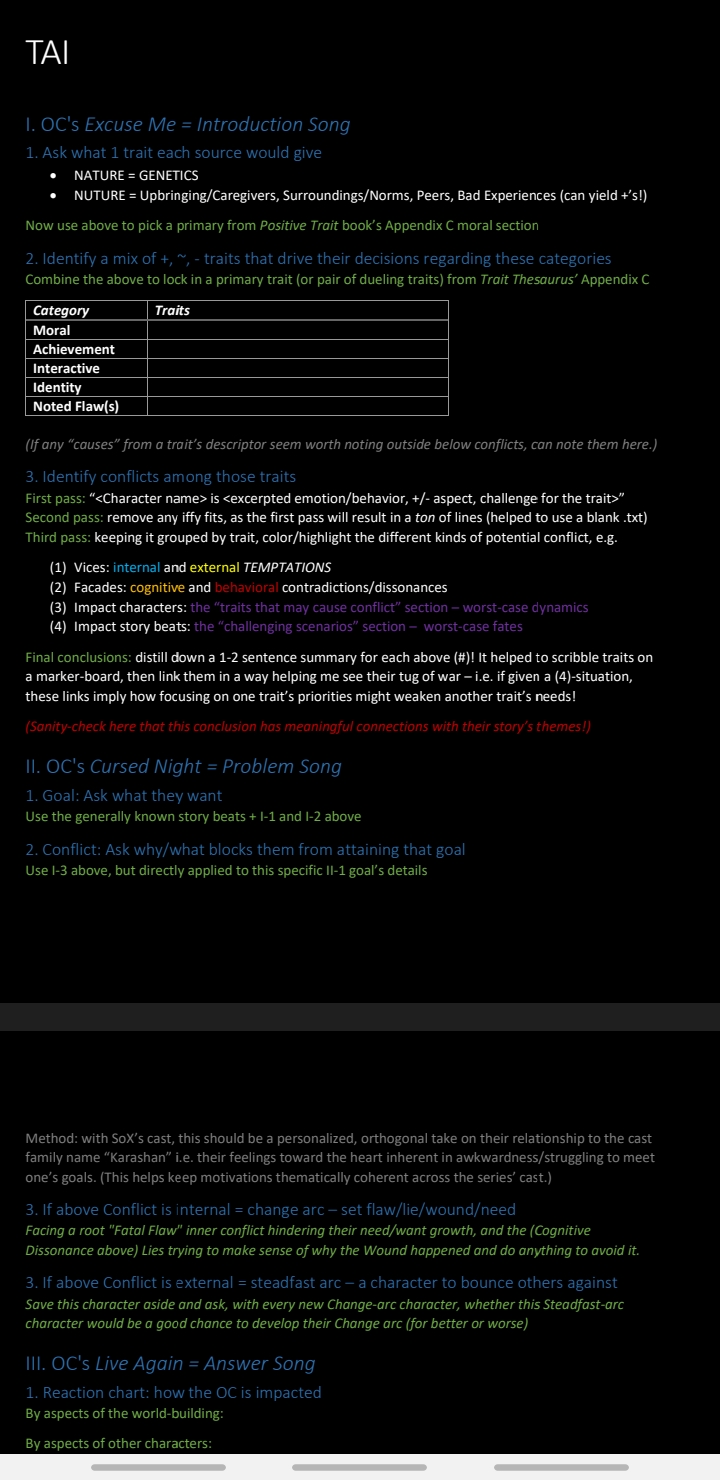 TAI
I. OC's Excuse Me = Introduction Song
1. Ask what 1 trait each source would give
• NATURE = GENETICS
• NUTURE = Upbringing/Caregivers, Surroundings/Norms, Peers, Bad Experiences (can yield +'s!)
Now use above to pick a primary from Positive Trait book's Appendix C moral section
2. Identify a mix of +, ~, - traits that drive their decisions regarding these categories
Combine the above to lock in a primary trait (or pair of dueling traits) from Trait Thesaurus' Appendix C
Category Traits
Moral
Achievement
Interactive
Identity
Noted Flaw(s)
(If any "causes" from a trait's descriptor seem worth noting outside below conflicts, can note them here.)
3. Identify conflicts among those traits
First pass: "<Character name> is <excerpted emotion/behavior, +/- aspect, challenge for the trait>"
Second pass: remove any iffy fits, as the first pass will result in a ton of lines (helped to use a blank .txt)
Third pass: keeping it grouped by trait, color/highlight the different kinds of potential conflict, e.g.
(1) Vices: internal and external TEMPTATIONS
(2) Facades: cognitive and behavioral contradictions/dissonances
(3) Impact characters: the "traits that may cause conflict" section – worst-case dynamics
(4) Impact story beats: the "challenging scenarios" section – worst-case fates
Final conclusions: distill down a 1-2 sentence summary for each above (#)! It helped to scribble traits on
a marker-board, then link them in a way helping me see their tug of war – i.e. if given a (4)-situation,
these links imply how focusing on one trait's priorities might weaken another trait's needs!
(Sanity-check here that this conclusion has meaningful connections with their story's themes!)
II. OC's Cursed Night = Problem Song
1. Goal: Ask what they want
Use the generally known story beats + I-1 and I-2 above
2. Conflict: Ask why/what blocks them from attaining that goal
Use I-3 above, but directly applied to this specific II-1 goal's details
Method: with SoX's cast, this should be a personalized, orthogonal take on their relationship to the cast
family name "Karashan" i.e. their feelings toward the heart inherent in awkwardness/struggling to meet
one's goals. (This helps keep motivations thematically coherent across the series' cast.)
3. If above Conflict is internal = change arc – set flaw/lie/wound/need
Facing a root "Fatal Flaw" inner conflict hindering their need/want growth, and the (Cognitive
Dissonance above) Lies trying to make sense of why the Wound happened and do anything to avoid it.
3. If above Conflict is external = steadfast arc – a character to bounce others against
Save this character aside and ask, with every new Change-arc character, whether this Steadfast-arc
character would be a good chance to develop their Change arc (for better or worse)
III. OC's Live Again = Answer Song
1. Reaction chart: how the OC is impacted
By aspects of the world-building:
By aspects of other characters: